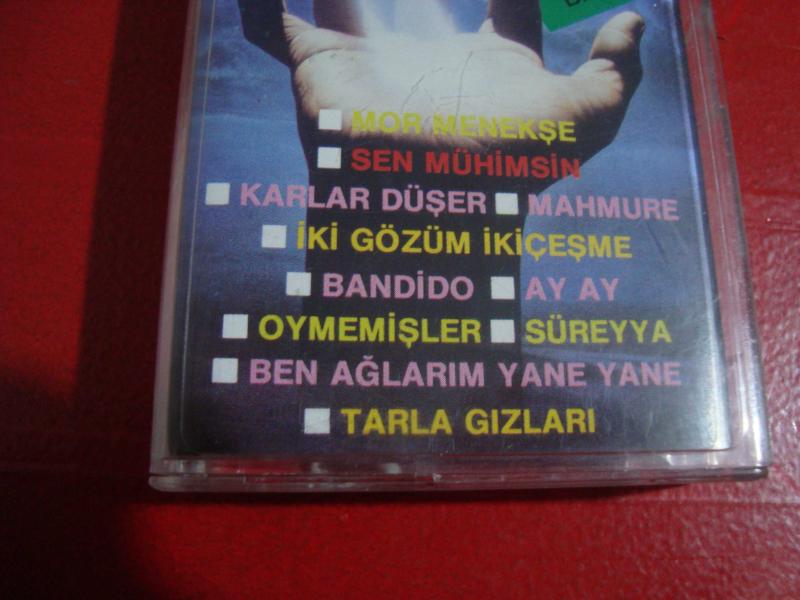 MOR MENEKŞE
SEN MÜHİMSİN
KARLAR DÜŞER MAHMURE
İKİ GÖZÜM İKİÇEŞME
BANDİDO AY AY
OYMEMİŞLER SÜREYYA
BEN AĞLARIM YANE YANE
TARLA GIZLARI